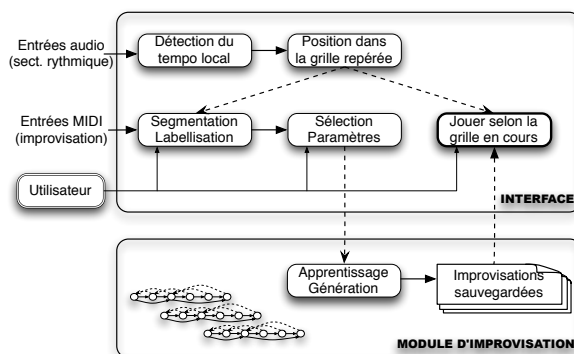 Entrées audio
(sect. rythmique)
Détection du
tempo local
Position dans
la grille repérée
Entrées MIDI
(improvisation)
Segmentation
Labellisation
Sélection
Paramètres
Jouer selon la
grille en cours
Utilisateur
INTERFACE
Apprentissage
Génération
Improvisations
sauvegardées
MODULE D'IMPROVISATION